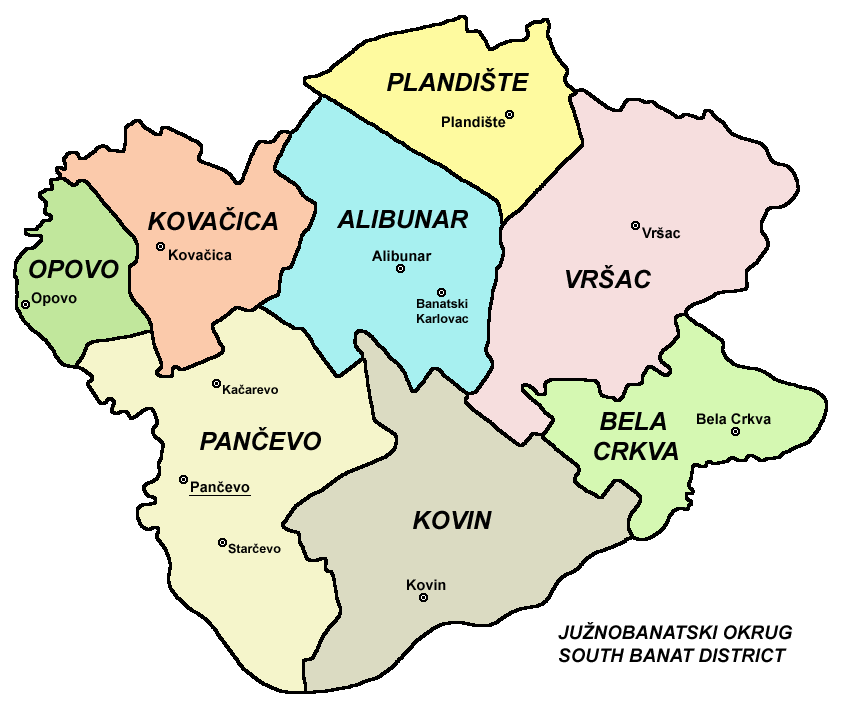 PLANDIŠTE
Plandište
KOVAČICA
Kovačica
ALIBUNAR
Alibunar
Banatski
Karlovac
Vršac
VRŠAC
OPOVO
Opovo
Kačarevo
PANČEVO
Pančevo
Starčevo
BELA
CRKVA
Bela Crkva
KOVIN
Kovin
JUŽNOBANATSKI OKRUG
SOUTH BANAT DISTRICT